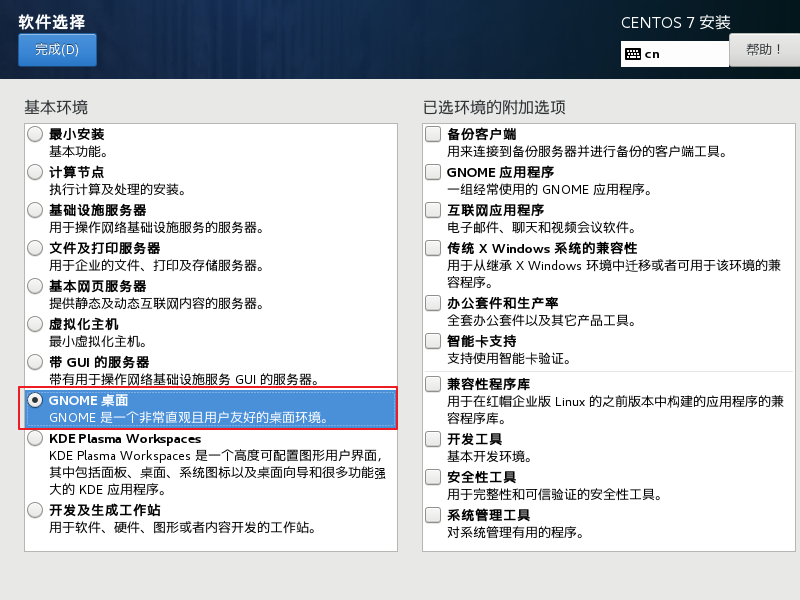 软件选择
完成(D)
CENTOS 7 安装
cn
帮助！
基本环境
最小安装
基本功能。
计算节点
执行计算及处理的安装。
基础设施服务器
用于操作网络基础设施服务的服务器。
文件及打印服务器
用于企业的文件、打印及存储服务器。
基本网页服务器
提供静态及动态互联网内容的服务器。
虚拟化主机
最小虚拟化主机。
带 GUI 的服务器
带有用于操作网络基础设施服务 GUI 的服务器。
GNOME 桌面
GNOME 是一个非常直观且用户友好的桌面环境。
KDE Plasma Workspaces
KDE Plasma Workspaces 是一个高度可配置图形用户界面，
其中包括面板、桌面、系统图标以及桌面向导和很多功能强
大的 KDE 应用程序。
开发及生成工作站
用于软件、硬件、图形或者内容开发的工作站。
已选环境的附加选项
备份客户端
用来连接到备份服务器并进行备份的客户端工具。
GNOME 应用程序
一组经常使用的 GNOME 应用程序。
互联网应用程序
电子邮件、聊天和视频会议软件。
传统 X Windows 系统的兼容性
用于从继承 X Windows 环境中迁移或者可用于该环境的兼
容程序。
办公套件和生产率
全套办公套件以及其它产品工具。
智能卡支持
支持使用智能卡验证。
兼容性程序库
用于在红帽企业版 Linux 的之前版本中构建的应用程序的兼
容程序库。
开发工具
基本开发环境。
安全性工具
用于完整性和可信验证的安全性工具。
系统管理工具
对系统管理有用的程序。